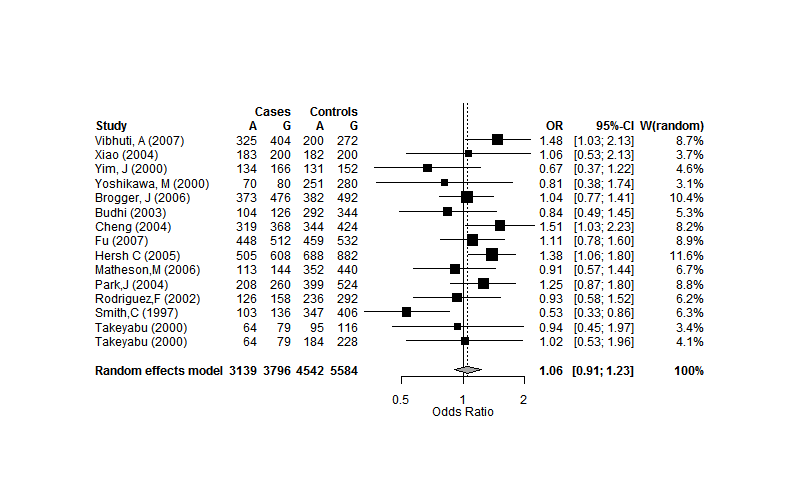 Cases Controls
Study A G A G OR 95%-CI W(random)
Vibhuti, A (2007) 325 404 200 272 1.48 [1.03; 2.13] 8.7%
Xiao (2004) 183 200 182 200 1.06 [0.53; 2.13] 3.7%
Yim, J (2000) 134 166 131 152 0.67 [0.37; 1.22] 4.6%
Yoshikawa, M (2000) 70 80 251 280 0.81 [0.38; 1.74] 3.1%
Brogger, J (2006) 373 476 382 492 1.04 [0.77; 1.41] 10.4%
Budhi (2003) 104 126 292 344 0.84 [0.49; 1.45] 5.3%
Cheng (2004) 319 368 344 424 1.51 [1.03; 2.23] 8.2%
Fu (2007) 448 512 459 532 1.11 [0.78; 1.60] 8.9%
Hersh C (2005) 505 608 688 882 1.38 [1.06; 1.80] 11.6%
Matheson,M (2006) 113 144 352 440 0.91 [0.57; 1.44] 6.7%
Park,J (2004) 208 260 399 524 1.25 [0.87; 1.80] 8.8%
Rodriguez,F (2002) 126 158 236 292 0.93 [0.58; 1.52] 6.2%
Smith,C (1997) 103 136 347 406 0.53 [0.33; 0.86] 6.4%
Takeyabu (2000) 64 79 95 116 0.94 [0.45; 1.97] 3.4%
Takeyabu (2000) 64 79 184 228 1.02 [0.53; 1.96] 4.1%
Random effects model 3139 3796 4542 5584 1.06 [0.91; 1.23] 100%
0.5 1 2
Odds Ratio